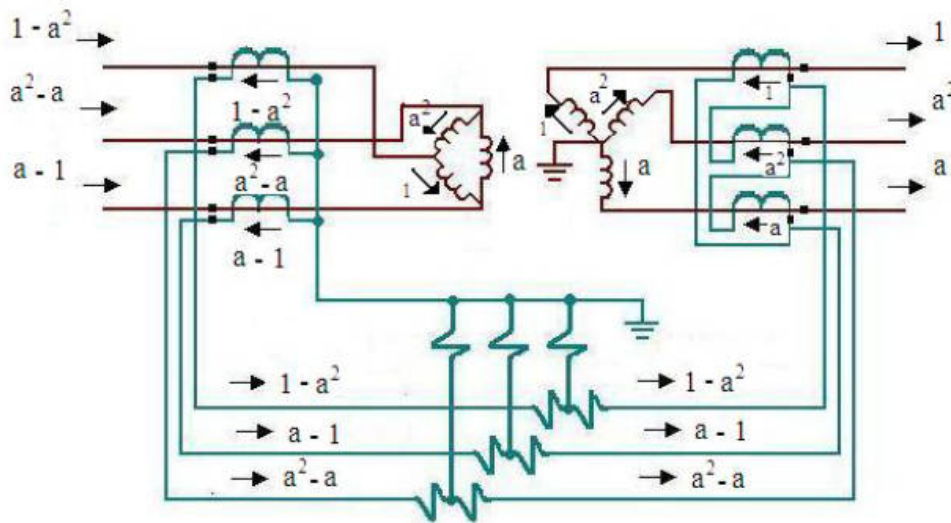 1 - a² 1
a² 1 - a² a² 1 a²
a²-a 1 a² a
a²-a a a a
a - 1 1
a - 1
1 - a² 1 - a²
a - 1 a - 1
a²-a a²-a